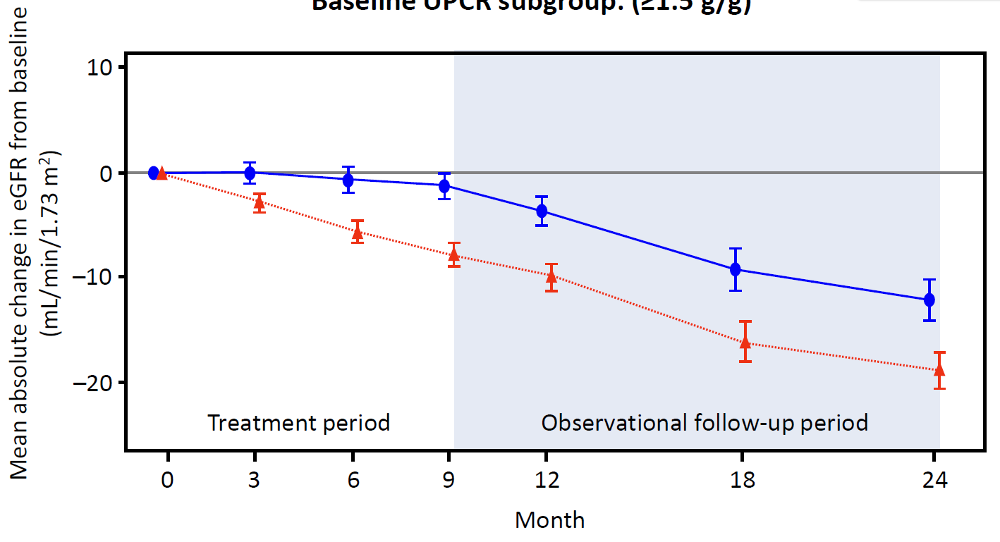 Baseline UPCR subgroup: (≥1.5 g/g)
Mean absolute change in eGFR from baseline
(mL/min/1.73 m²)
10
0
−10
−20
Treatment period
Observational follow-up period
0 3 6 9 12 18 24
Month